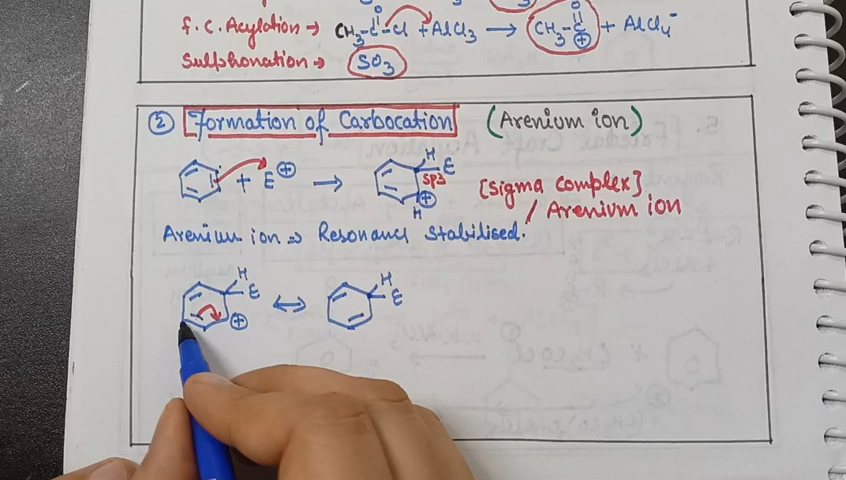 O
f.C. Acylation → CH3-C-Cl + AlCl3 → CH3-C⊕ + AlCl4⁻
Sulphonation → SO3
② Formation of Carbocation (Arenium ion)
+ E⊕ → H E sp3 ⊕ H [Sigma complex]
/ Arenium ion
Arenium ion ⇒ Resonance stabilised.
H E ⊕ ⇔ H E